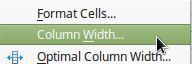 Format Cells...
Column Width...
Optimal Column Width...